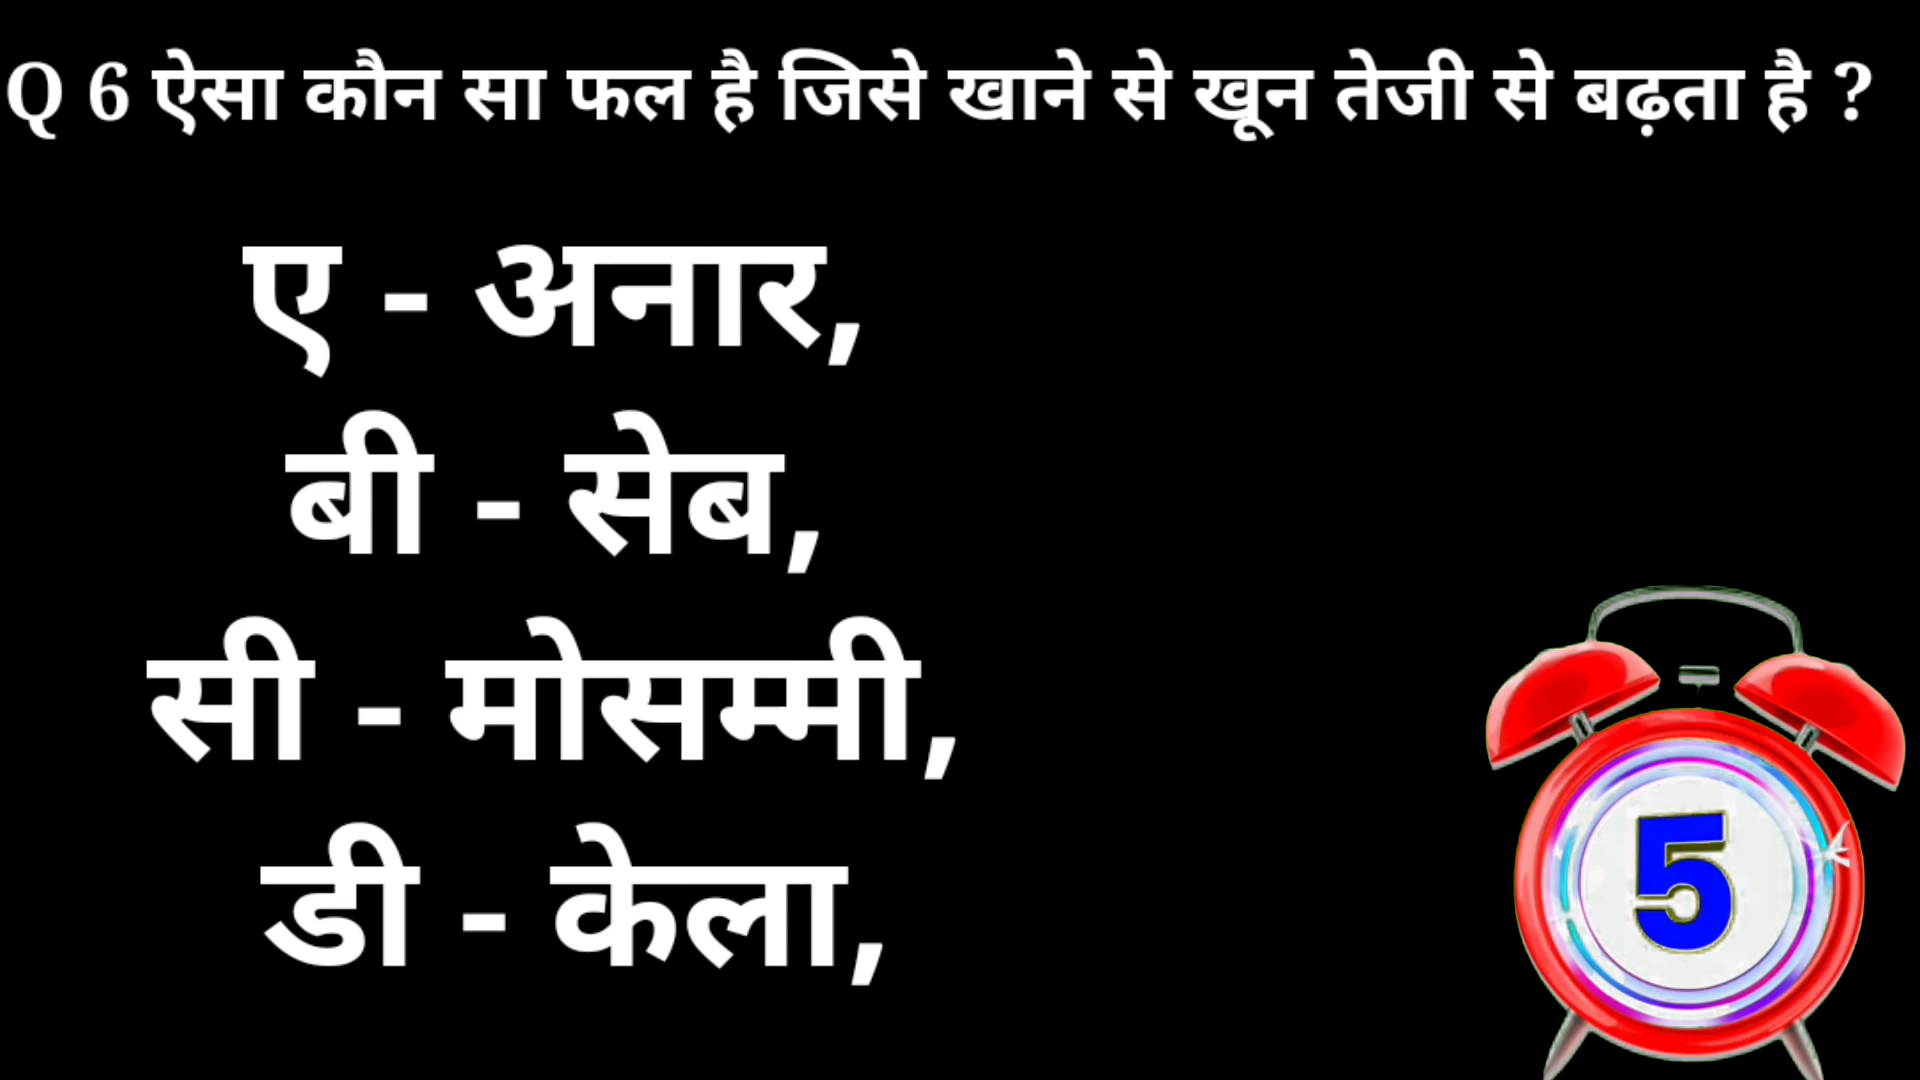 Q 6 ऐसा कौन सा फल है जिसे खाने से खून तेजी से बढ़ता है ?
ए - अनार,
बी - सेब,
सी - मोसम्मी,
डी - केला,
5